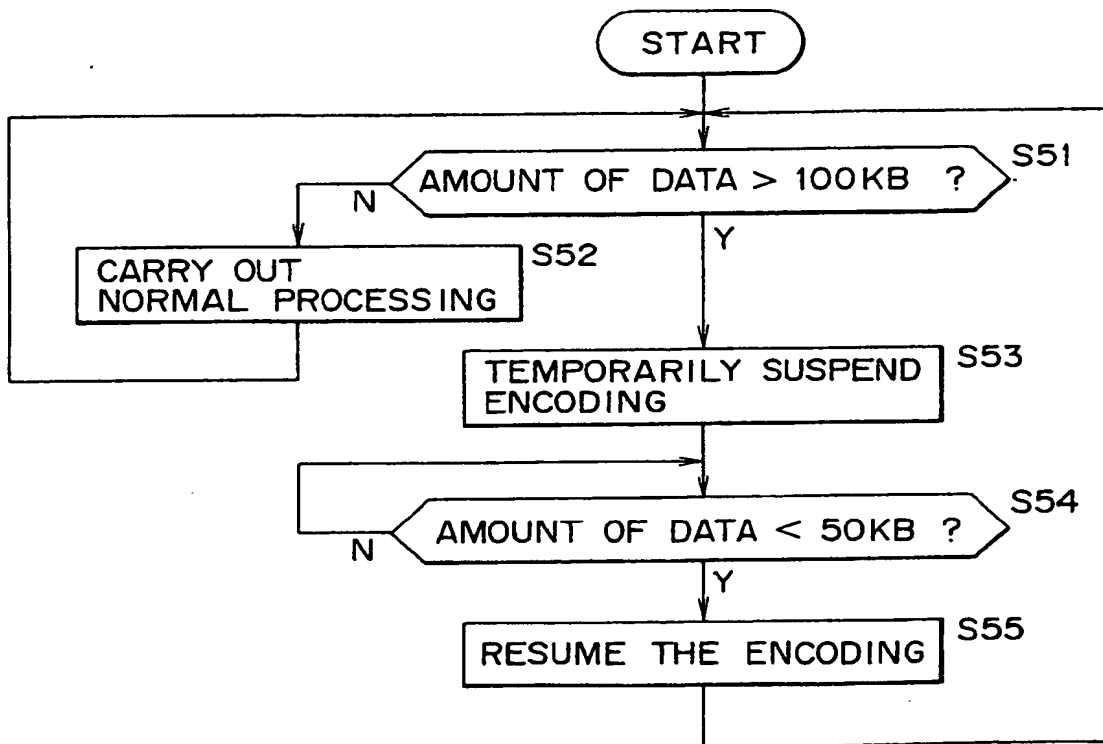 START
S51
AMOUNT OF DATA > 100KB ?
N
Y
S52
CARRY OUT
NORMAL PROCESSING
S53
TEMPORARILY SUSPEND
ENCODING
S54
AMOUNT OF DATA < 50KB ?
N
Y
S55
RESUME THE ENCODING